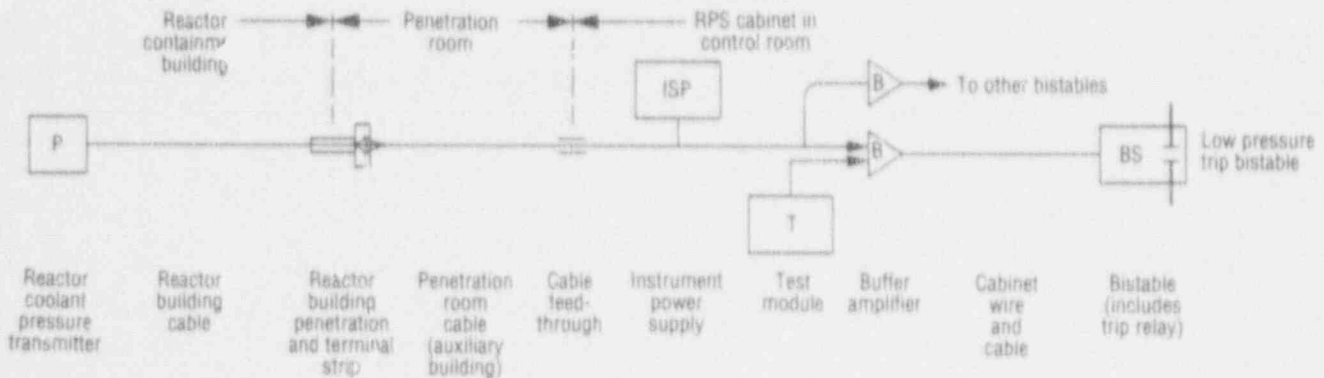 Reactor
containmy
building
Penetration
room
RPS cabinet in
control room
ISP
B
To other bistables
P
B
BS
Low pressure
trip bistable
T
Reactor
coolant
pressure
transmitter
Reactor
building
cable
Reactor
building
penetration
and terminal
strip
Penetration
room
cable
(auxiliary
building)
Cable
feed-
through
Instrument
power
supply
Test
module
Buffer
amplifier
Cabinet
wire
and
cable
Bistable
(includes
trip relay)